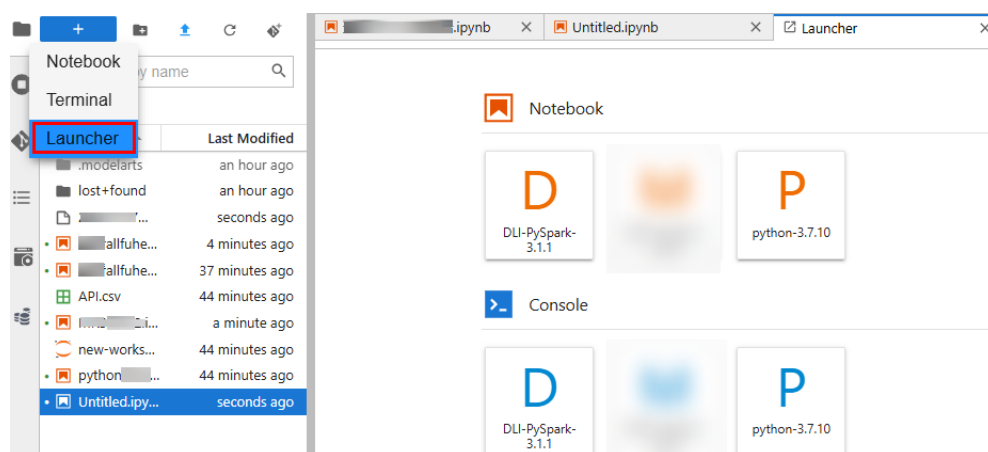 +
.ipynb
Untitled.ipynb
Launcher
Notebook
Terminal
Launcher
y name
Last Modified
.modelarts an hour ago
lost+found an hour ago
... seconds ago
allfuhe... 4 minutes ago
allfuhe... 37 minutes ago
API.csv 44 minutes ago
a minute ago
new-works... 44 minutes ago
python ... 44 minutes ago
Untitled.ipy... seconds ago
Notebook
D
DLI-PySpark-
3.1.1
P
python-3.7.10
Console
D
DLI-PySpark-
3.1.1
P
python-3.7.10